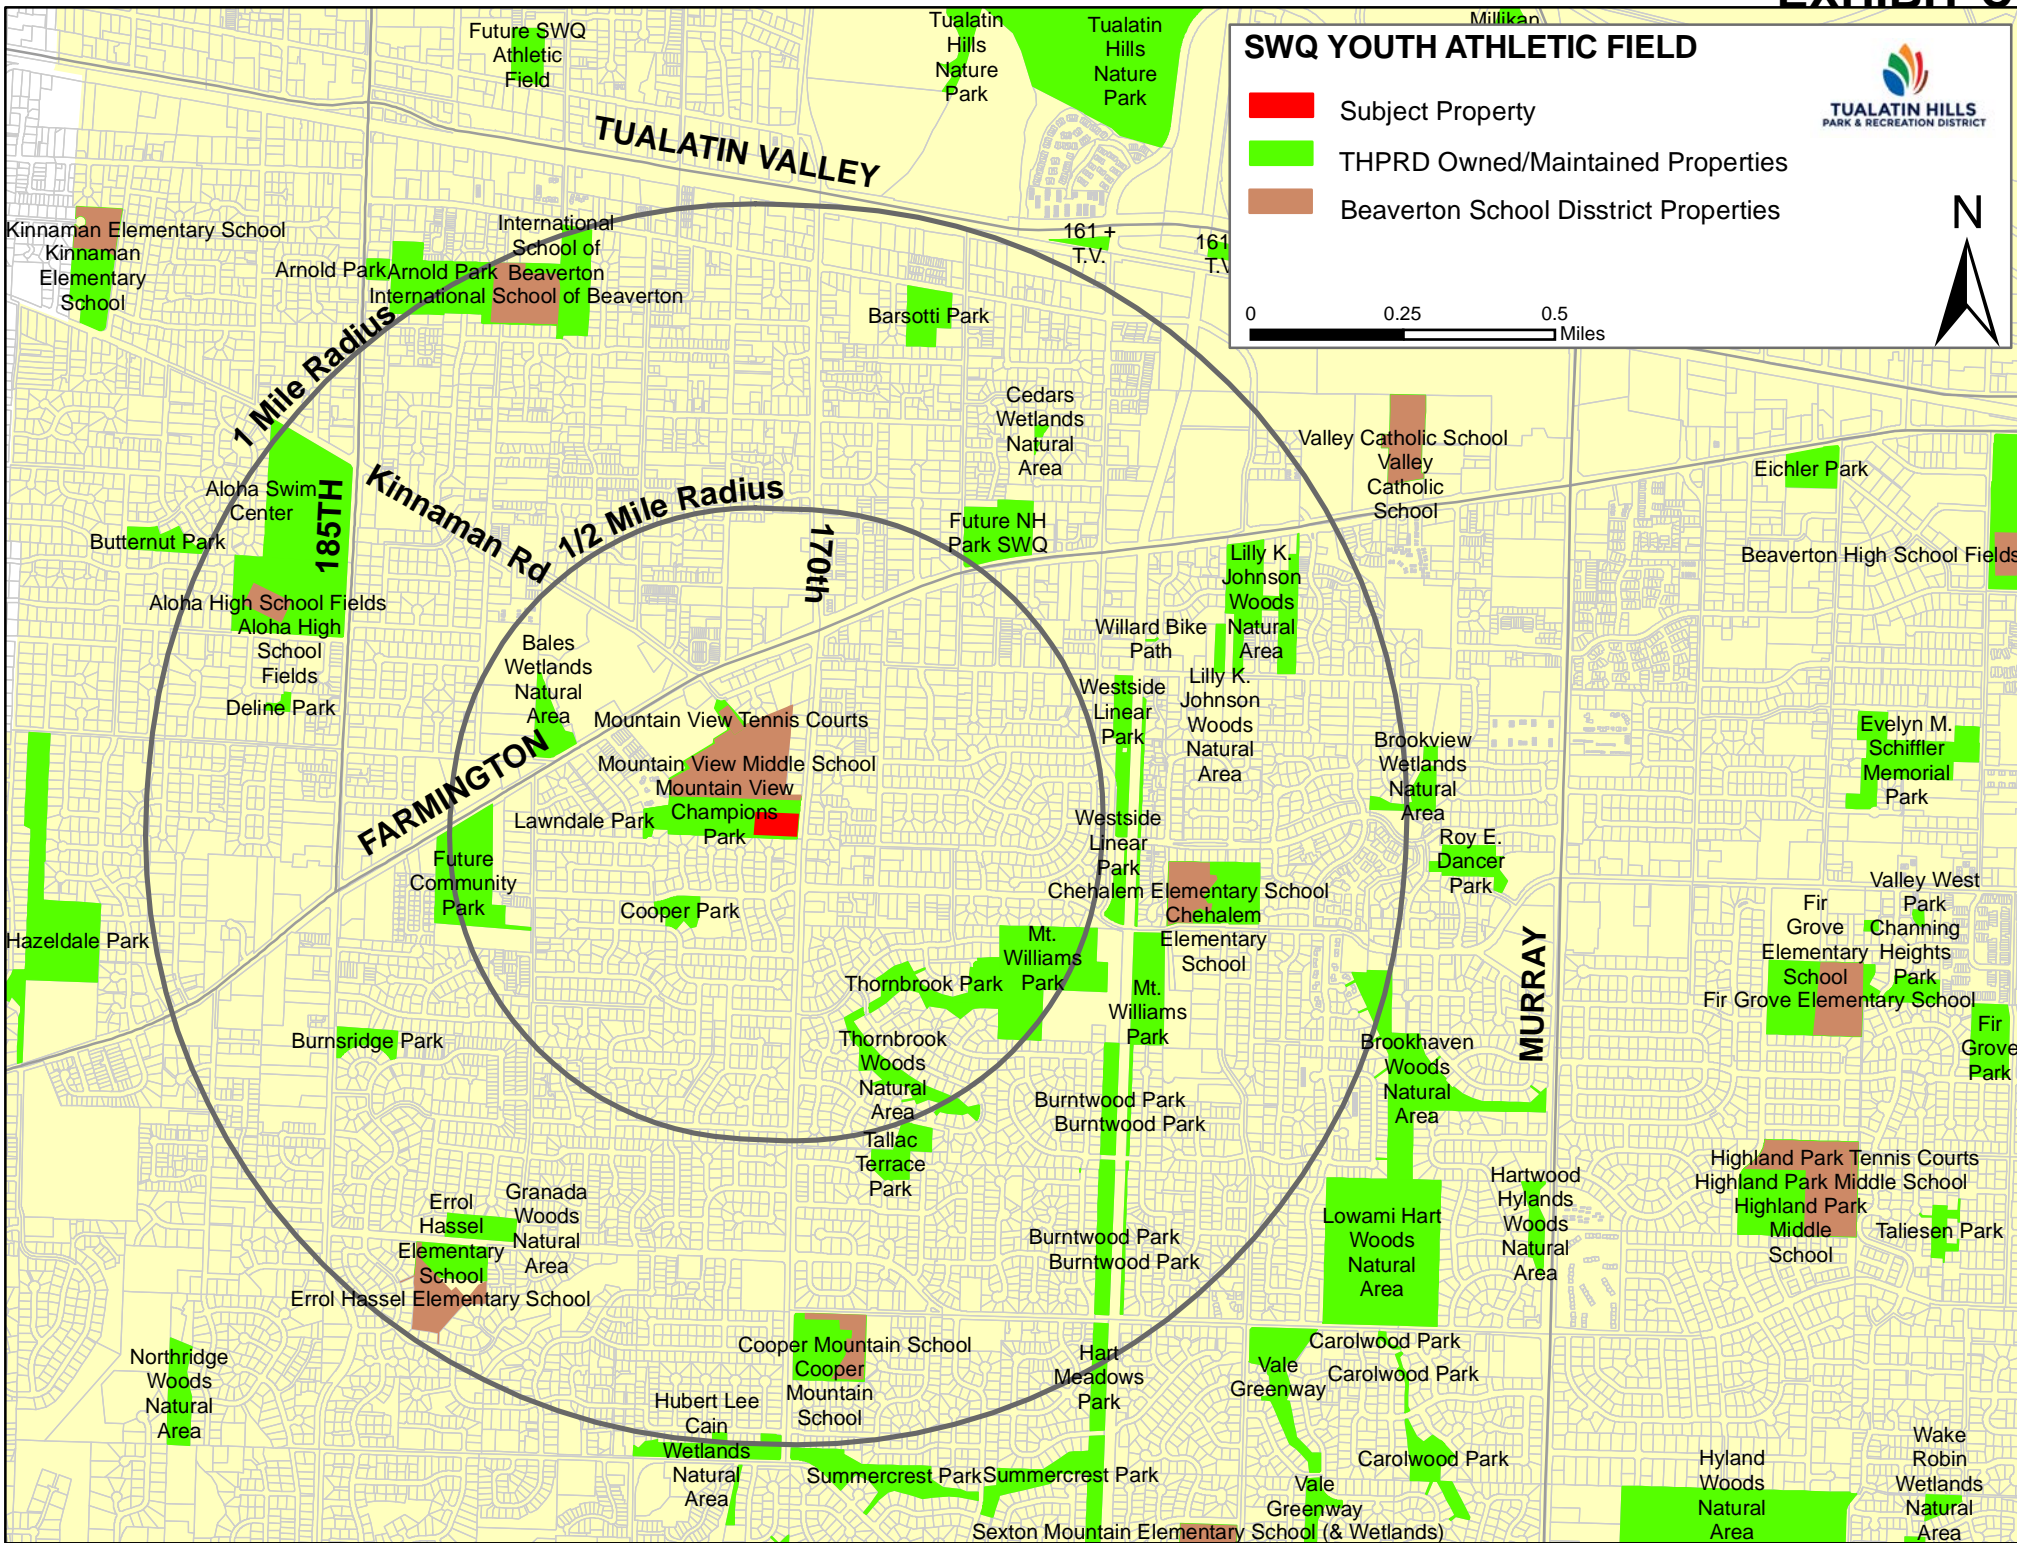 Future SWQ
Athletic
Field
Tualatin
Hills
Nature
Park
Tualatin
Hills
Nature
Park
Millikan
SWQ YOUTH ATHLETIC FIELD
Subject Property
THPRD Owned/Maintained Properties
Beaverton School Disstrict Properties
TUALATIN HILLS
PARK & RECREATION DISTRICT
N
0 0.25 0.5
Miles
TUALATIN VALLEY
Kinnaman Elementary School
Kinnaman
Elementary
School
International
School of
Beaverton
Arnold Park
Arnold Park
International School of Beaverton
161 +
T.V.
161
Barsotti Park
1 Mile Radius
Cedars
Wetlands
Natural
Area
Valley Catholic School
Valley
Catholic
School
Eichler Park
Aloha Swim
Center
185TH
Kinnaman Rd
1/2 Mile Radius
170th
Future NH
Park SWQ
Butternut Park
Beaverton High School Fields
Lilly K.
Johnson
Woods
Natural
Area
Aloha High School Fields
Aloha High
School
Fields
Bales
Wetlands
Natural
Area
Willard Bike
Path
Lilly K.
Johnson
Woods
Natural
Area
Westside
Linear
Park
Deline Park
Mountain View Tennis Courts
Mountain View Middle School
Mountain View
Champions
Park
Lawndale Park
FARMINGTON
Brookview
Wetlands
Natural
Area
Evelyn M.
Schiffler
Memorial
Park
Westside
Linear
Park
Roy E.
Dancer
Park
Future
Community
Park
Cooper Park
Chehalem Elementary School
Chehalem
Elementary
School
Valley West
Park
Fir
Grove
Elementary
School
Channing
Heights
Park
Fir Grove Elementary School
Hazeldale Park
Mt.
Williams
Park
Thornbrook Park
Mt.
Williams
Park
MURRAY
Fir
Grove
Park
Burnsridge Park
Thornbrook
Woods
Natural
Area
Brookhaven
Woods
Natural
Area
Burntwood Park
Burntwood Park
Tallac
Terrace
Park
Highland Park Tennis Courts
Highland Park Middle School
Highland Park
Middle
School
Taliesen Park
Hartwood
Hylands
Woods
Natural
Area
Errol
Hassel
Elementary
School
Granada
Woods
Natural
Area
Errol Hassel Elementary School
Lowami Hart
Woods
Natural
Area
Burntwood Park
Burntwood Park
Cooper Mountain School
Cooper
Mountain
School
Hart
Meadows
Park
Carolwood Park
Vale
Greenway
Carolwood Park
Northridge
Woods
Natural
Area
Hubert Lee
Cain
Wetlands
Natural
Area
Summercrest Park
Summercrest Park
Carolwood Park
Vale
Greenway
Sexton Mountain Elementary School (& Wetlands)
Hyland
Woods
Natural
Area
Wake
Robin
Wetlands
Natural
Area